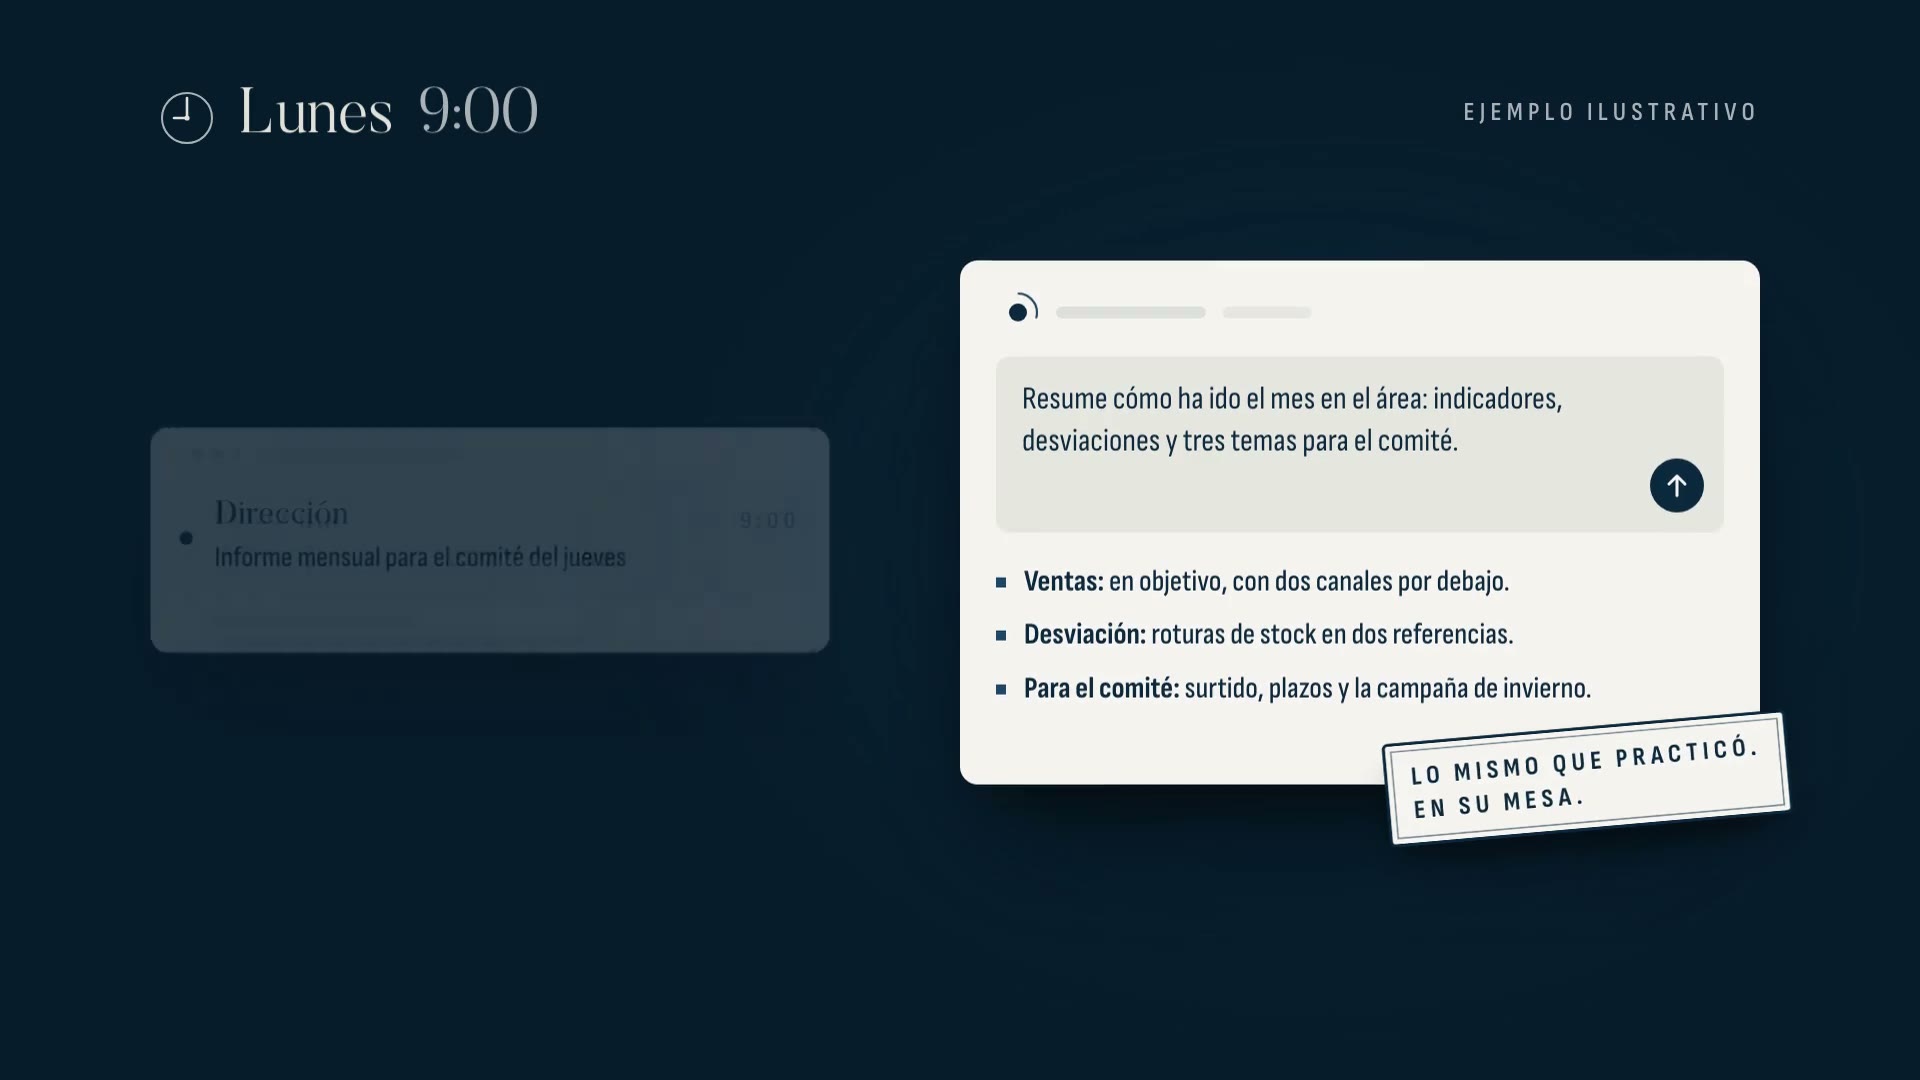 Lunes 9:00
EJEMPLO ILUSTRATIVO
Dirección
9:00
Informe mensual para el comité del jueves
Resume cómo ha ido el mes en el área: indicadores,
desviaciones y tres temas para el comité.
Ventas: en objetivo, con dos canales por debajo.
Desviación: roturas de stock en dos referencias.
Para el comité: surtido, plazos y la campaña de invierno.
LO MISMO QUE PRACTICÓ.
EN SU MESA.